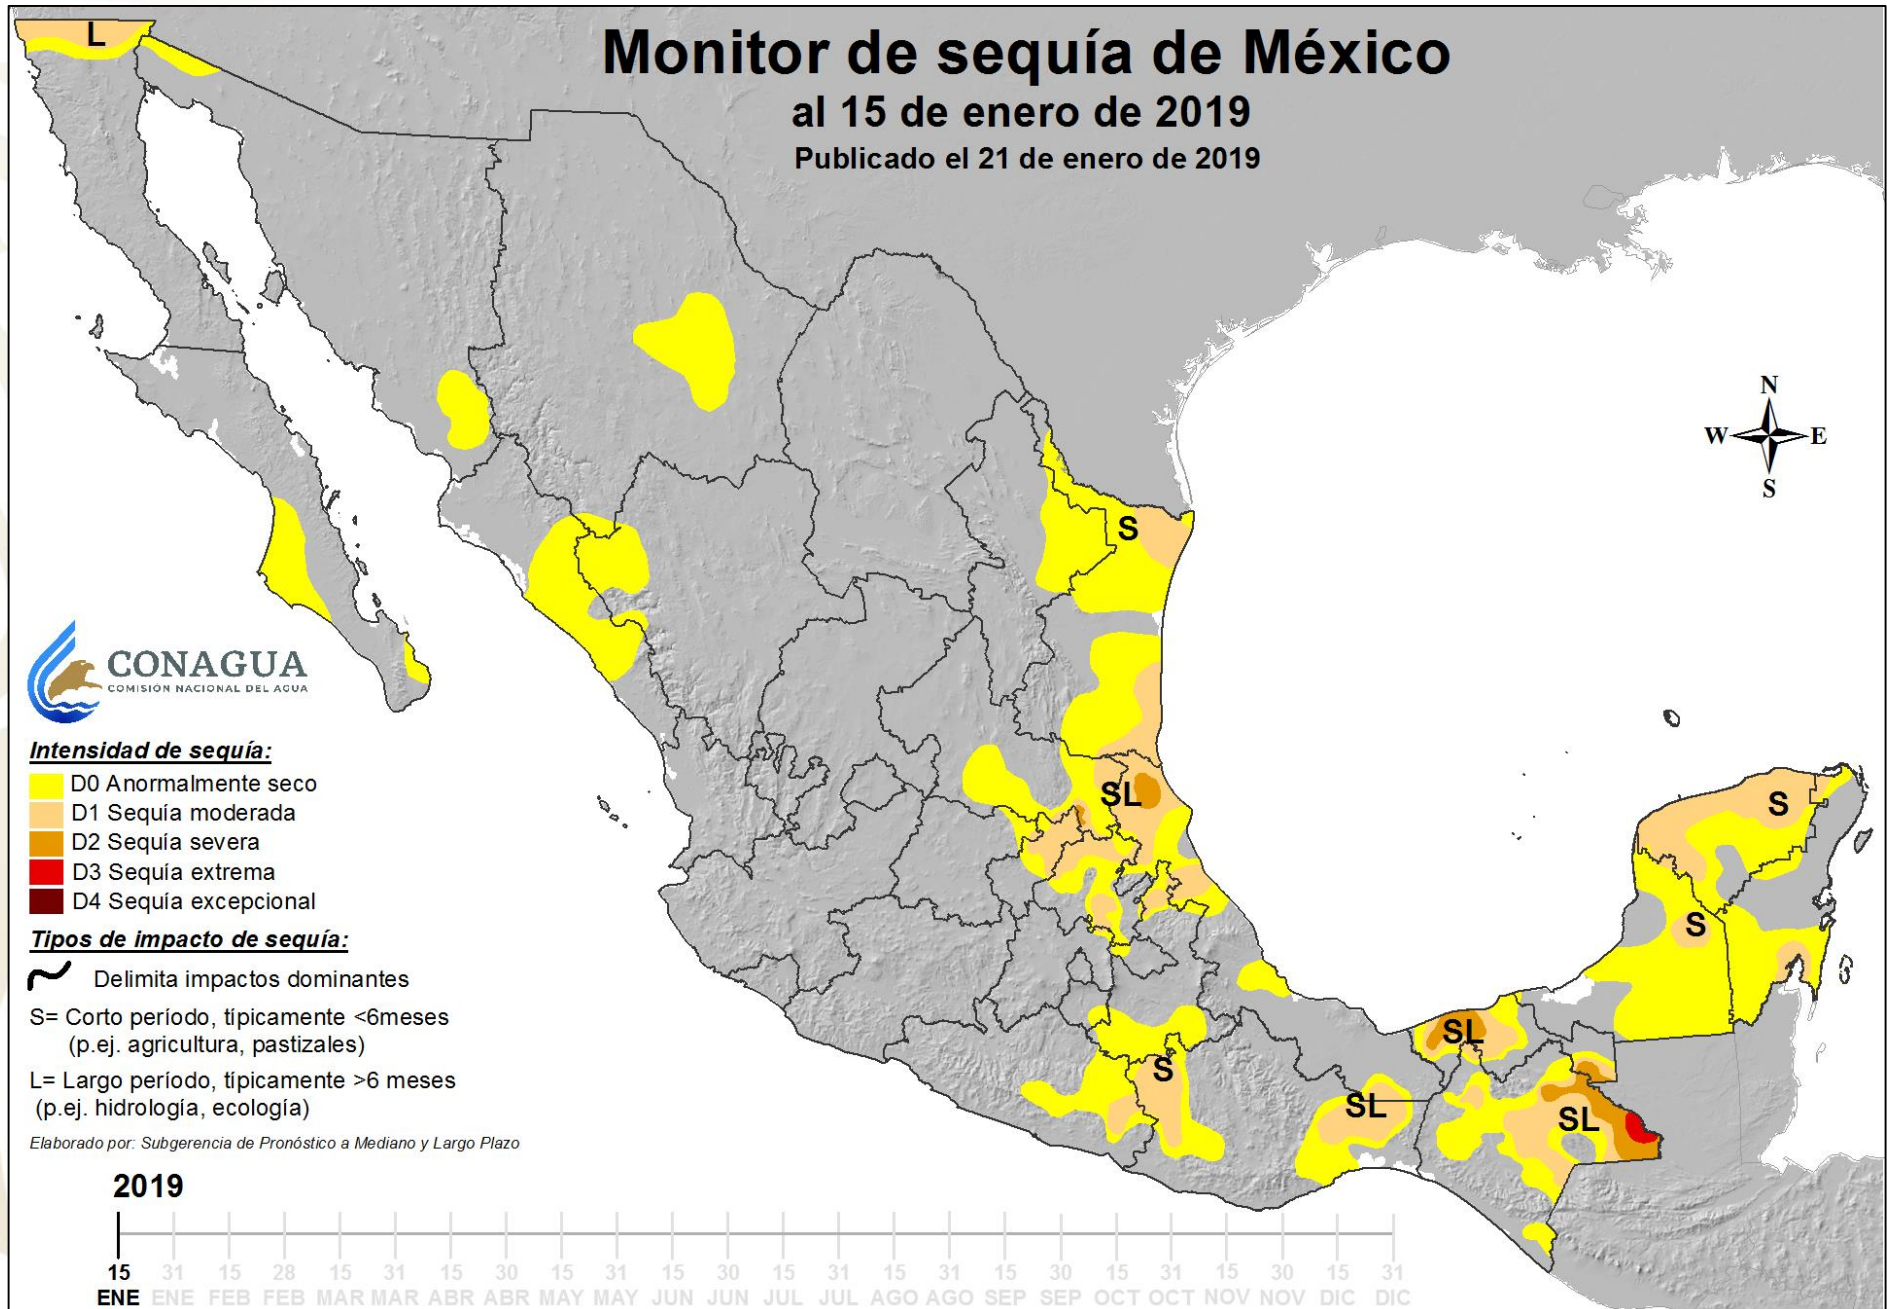 Monitor de sequía de México
al 15 de enero de 2019
Publicado el 21 de enero de 2019
L
N
W E
S
S
CONAGUA
COMISIÓN NACIONAL DEL AGUA
Intensidad de sequía:
D0 Anormalmente seco
D1 Sequía moderada
D2 Sequía severa
D3 Sequía extrema
D4 Sequía excepcional
SL
S
S
Tipos de impacto de sequía:
Delimita impactos dominantes
S= Corto período, típicamente <6meses
(p.ej. agricultura, pastizales)
L= Largo período, típicamente >6 meses
(p.ej. hidrología, ecología)
SL
S
SL
SL
Elaborado por: Subgerencia de Pronóstico a Mediano y Largo Plazo
2019
15 31 15 28 15 31 15 30 15 31 15 30 15 31 15 31 15 30 15 31 15 30 15 31
ENE ENE FEB FEB MAR MAR ABR ABR MAY MAY JUN JUN JUL JUL AGO AGO SEP SEP OCT OCT NOV NOV DIC DIC